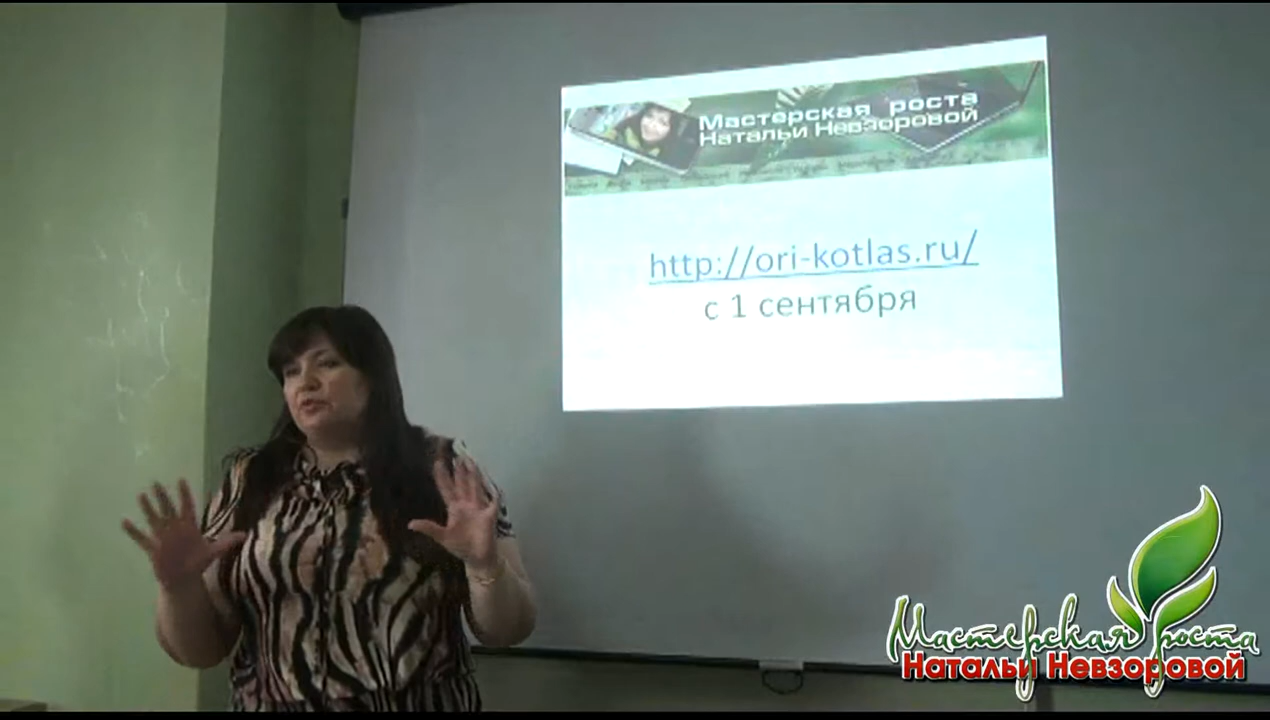 Мастерская роста
Натальи Невзоровой
http://ori-kotlas.ru/
с 1 сентября
Мастерская роста
Натальи Невзоровой